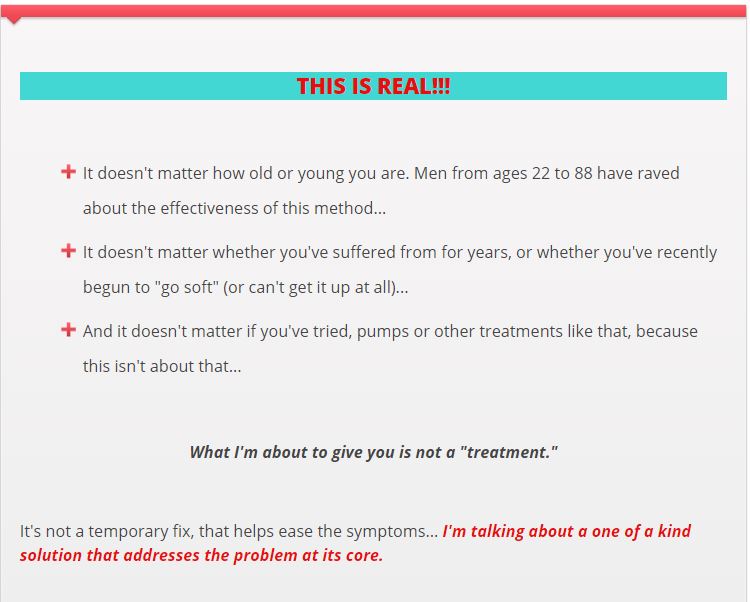 THIS IS REAL!!!
It doesn't matter how old or young you are. Men from ages 22 to 88 have raved
about the effectiveness of this method...
It doesn't matter whether you've suffered from for years, or whether you've recently
begun to "go soft" (or can't get it up at all)...
And it doesn't matter if you've tried, pumps or other treatments like that, because
this isn't about that...
What I'm about to give you is not a "treatment."
It's not a temporary fix, that helps ease the symptoms... I'm talking about a one of a kind
solution that addresses the problem at its core.